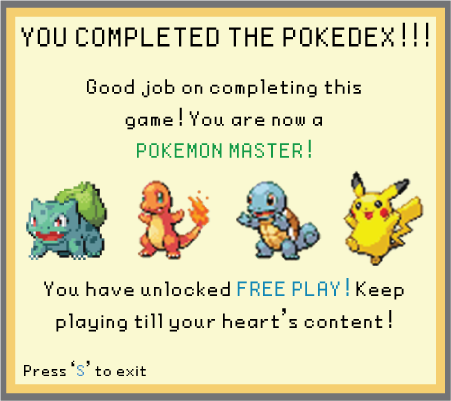 YOU COMPLETED THE POKEDEX!!!
Good job on completing this
game! You are now a
POKEMON MASTER!
You have unlocked FREE PLAY! Keep
playing till your heart's content!
Press 'S' to exit